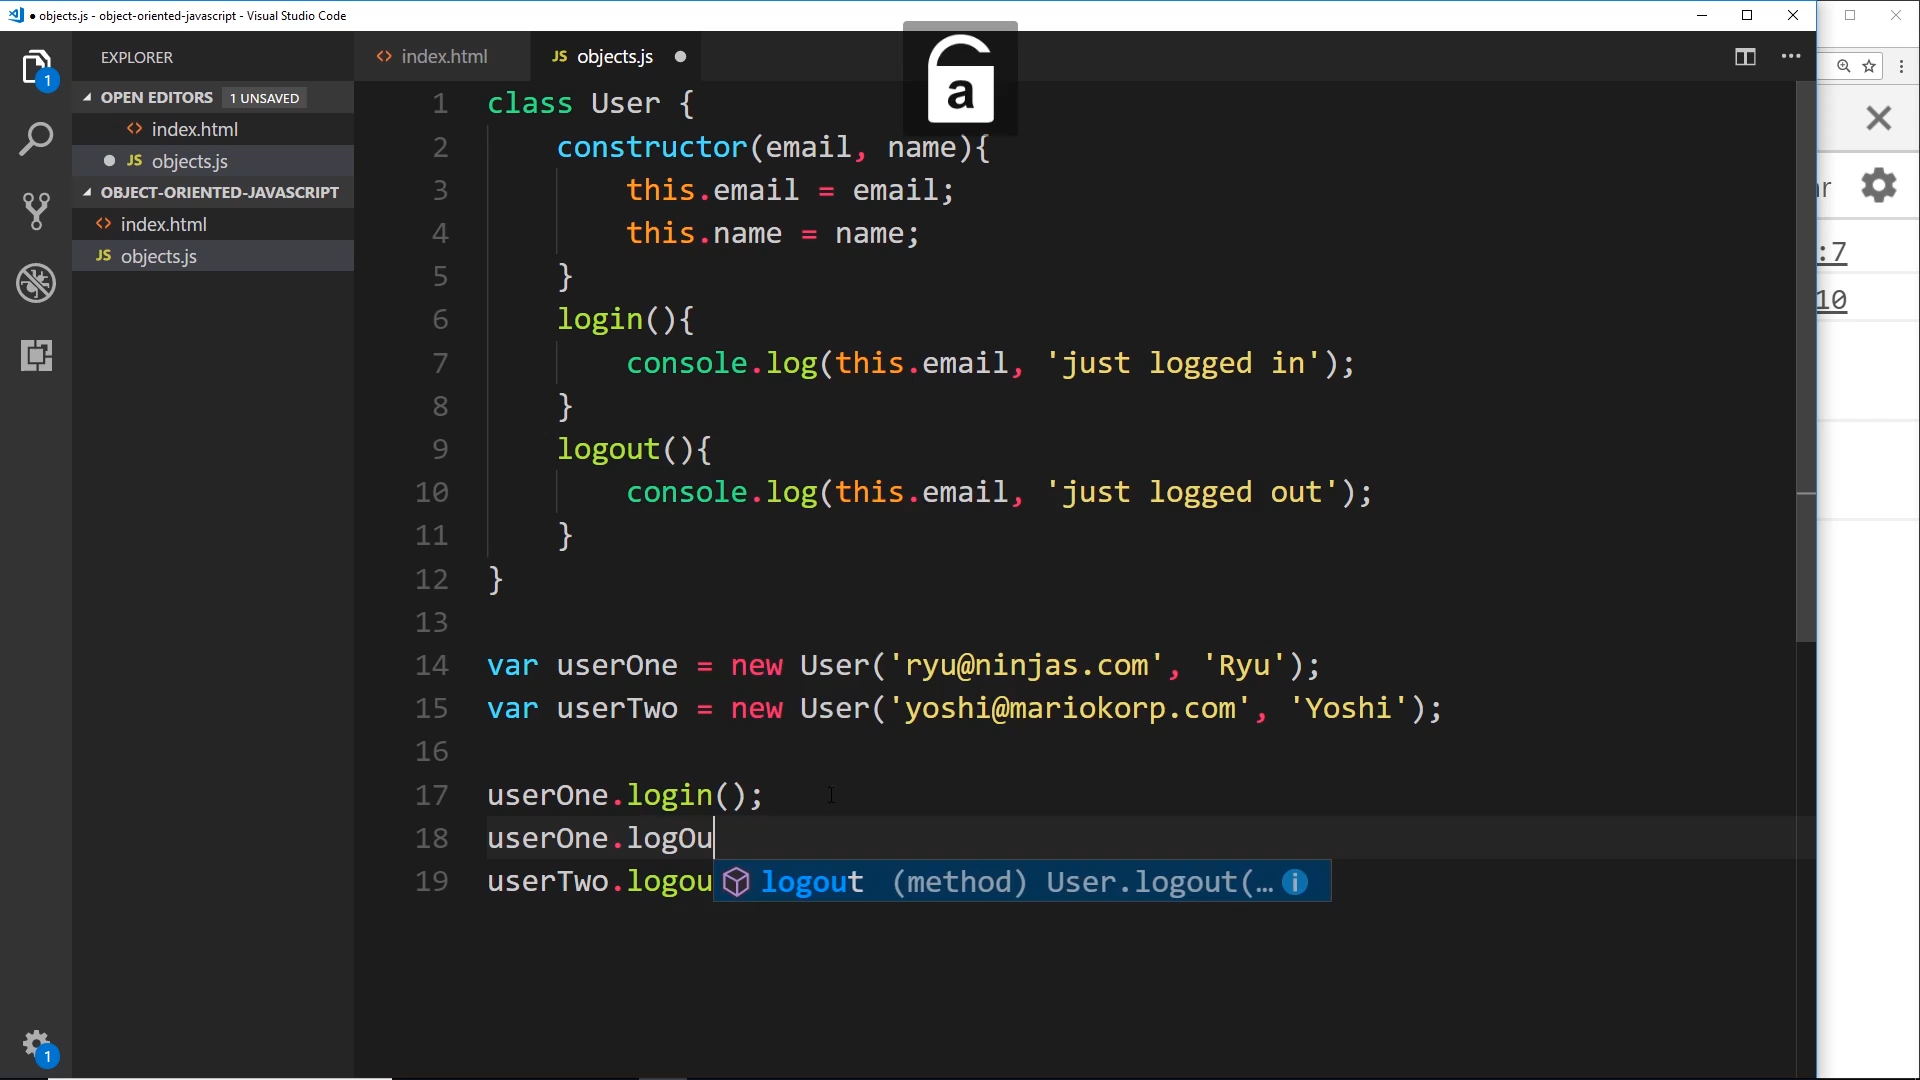 objects.js - object-oriented-javascript - Visual Studio Code
EXPLORER
OPEN EDITORS 1 UNSAVED
index.html
JS objects.js
OBJECT-ORIENTED-JAVASCRIPT
index.html
JS objects.js
1
1
index.html
JS objects.js
a
1 class User {
2 constructor(email, name){
3 this.email = email;
4 this.name = name;
5 }
6 login(){
7 console.log(this.email, 'just logged in');
8 }
9 logout(){
10 console.log(this.email, 'just logged out');
11 }
12 }
13
14 var userOne = new User('ryu@ninjas.com', 'Ryu');
15 var userTwo = new User('yoshi@mariokorp.com', 'Yoshi');
16
17 userOne.login();
18 userOne.logOu
19 userTwo.logou
logout (method) User.logout(…
:7
10